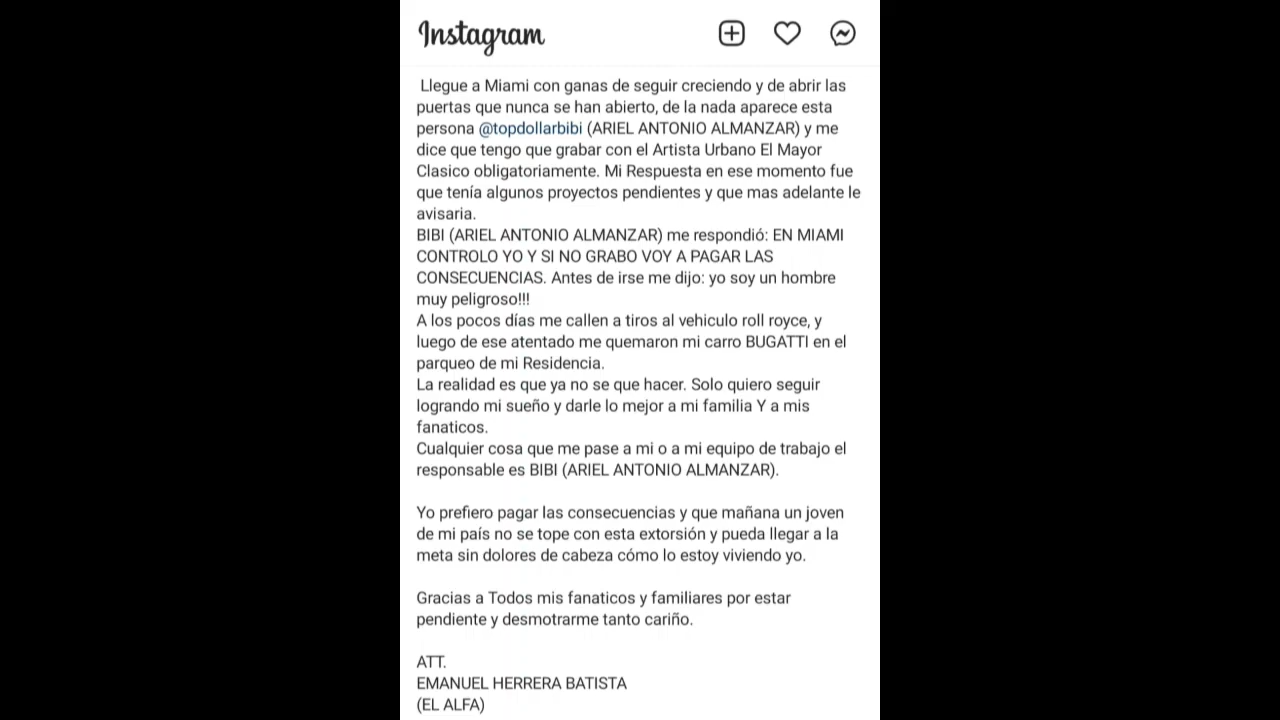 Instagram
Llegue a Miami con ganas de seguir creciendo y de abrir las
puertas que nunca se han abierto, de la nada aparece esta
persona @topdollarbibi (ARIEL ANTONIO ALMANZAR) y me
dice que tengo que grabar con el Artista Urbano El Mayor
Clasico obligatoriamente. Mi Respuesta en ese momento fue
que tenía algunos proyectos pendientes y que mas adelante le
avisaria.
BIBI (ARIEL ANTONIO ALMANZAR) me respondió: EN MIAMI
CONTROLO YO Y SI NO GRABO VOY A PAGAR LAS
CONSECUENCIAS. Antes de irse me dijo: yo soy un hombre
muy peligroso!!!
A los pocos días me callen a tiros al vehiculo roll royce, y
luego de ese atentado me quemaron mi carro BUGATTI en el
parqueo de mi Residencia.
La realidad es que ya no se que hacer. Solo quiero seguir
logrando mi sueño y darle lo mejor a mi familia Y a mis
fanaticos.
Cualquier cosa que me pase a mi o a mi equipo de trabajo el
responsable es BIBI (ARIEL ANTONIO ALMANZAR).
Yo prefiero pagar las consecuencias y que mañana un joven
de mi país no se tope con esta extorsión y pueda llegar a la
meta sin dolores de cabeza cómo lo estoy viviendo yo.
Gracias a Todos mis fanaticos y familiares por estar
pendiente y desmotrarme tanto cariño.
ATT.
EMANUEL HERRERA BATISTA
(EL ALFA)